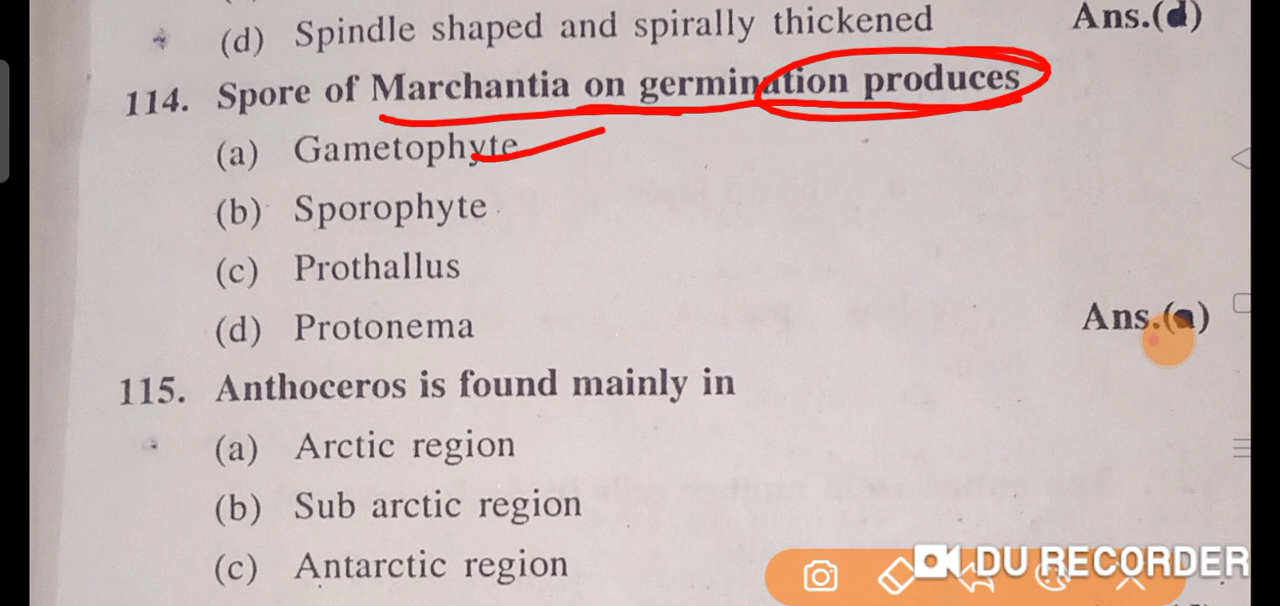 (d) Spindle shaped and spirally thickened Ans.(d)
114. Spore of Marchantia on germination produces
(a) Gametophyte
(b) Sporophyte
(c) Prothallus
(d) Protonema Ans.(a)
115. Anthoceros is found mainly in
(a) Arctic region
(b) Sub arctic region
(c) Antarctic region
DU RECORDER